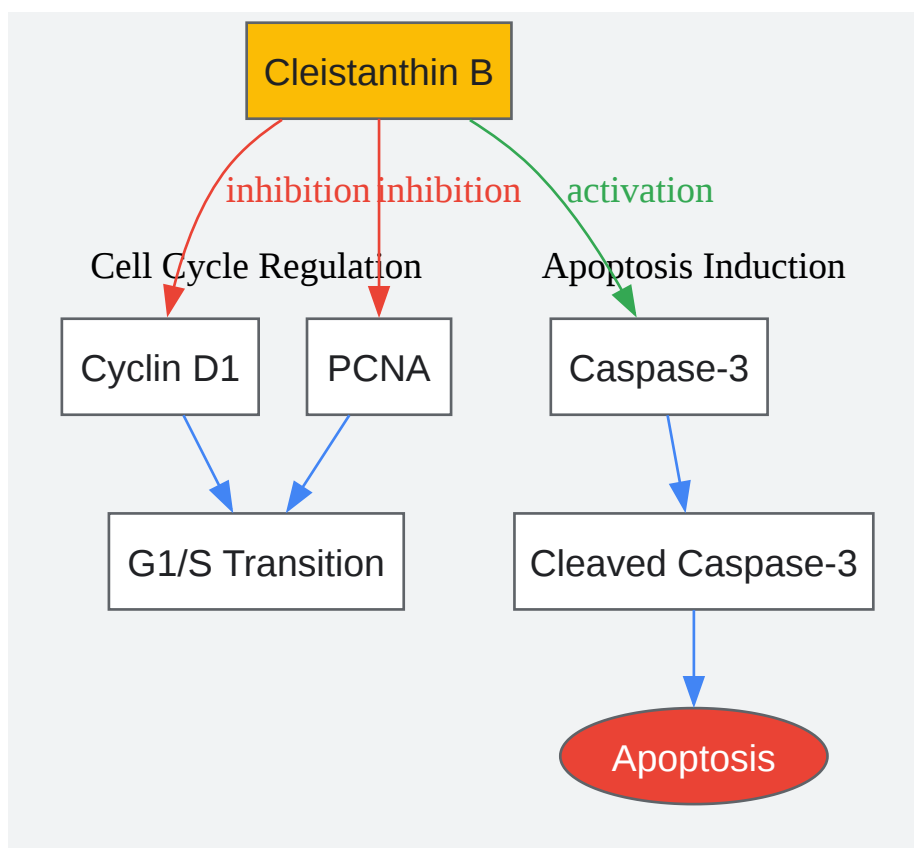 Cleistanthin B
inhibition
inhibition
activation
Cell Cycle Regulation
Apoptosis Induction
Cyclin D1
PCNA
Caspase-3
G1/S Transition
Cleaved Caspase-3
Apoptosis